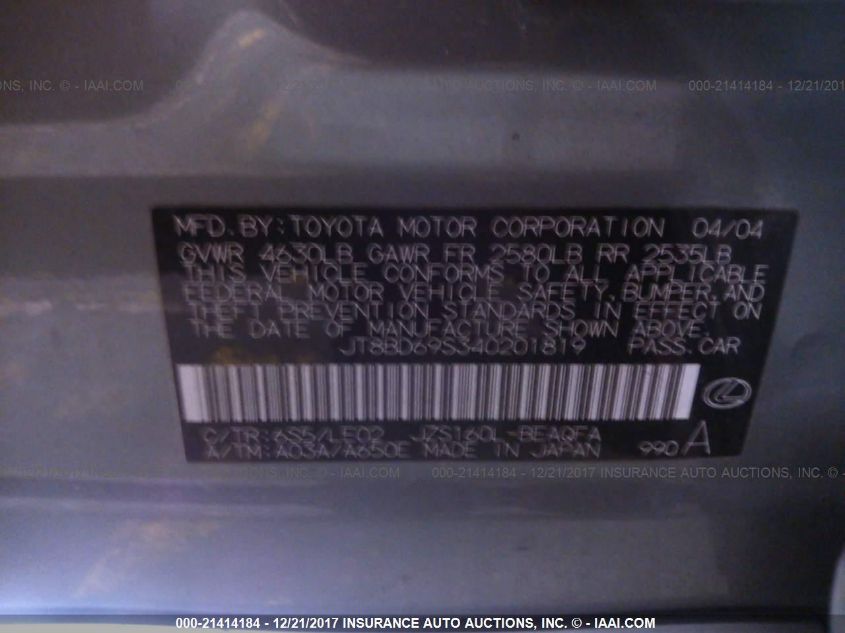 IONS, INC. © - IAAI.COM 000-21414184 - 12/21/2017
MFD. BY: TOYOTA MOTOR CORPORATION 04/04
GVWR 4630LB GAWR FR 2580LB RR 2535LB
THIS VEHICLE CONFORMS TO ALL APPLICABLE
FEDERAL MOTOR VEHICLE SAFETY, BUMPER, AND
THEFT PREVENTION STANDARDS IN EFFECT ON
THE DATE OF MANUFACTURE SHOWN ABOVE.
JT8BD69S340201819 PASS. CAR
C/TR: 6S5/LE02 JZS160L-BEAQFA
A/TM: A03A/A650E MADE IN JAPAN 990 A
000-21414184 - 12/21/2017 INSURANCE AUTO AUCTIONS, INC. © - IAAI.COM
000-21414184 - 12/21/2017 INSURANCE AUTO AUCTIONS, INC. © - IAAI.COM